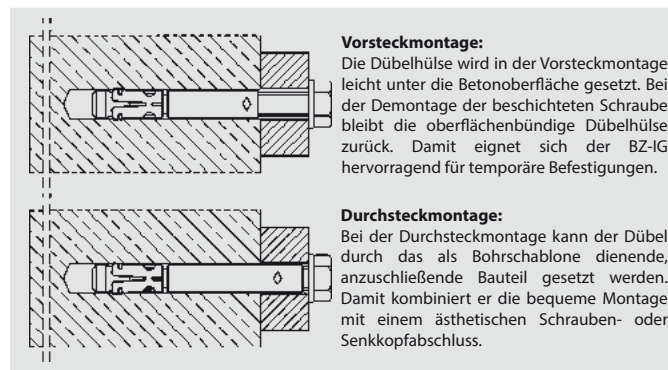 Vorsteckmontage:
Die Dübelhülse wird in der Vorsteckmontage
leicht unter die Betonoberfläche gesetzt. Bei
der Demontage der beschichteten Schraube
bleibt die oberflächenbündige Dübelhülse
zurück. Damit eignet sich der BZ-IG
hervorragend für temporäre Befestigungen.
Durchsteckmontage:
Bei der Durchsteckmontage kann der Dübel
durch das als Bohrschablone dienende,
anzuschließende Bauteil gesetzt werden.
Damit kombiniert er die bequeme Montage
mit einem ästhetischen Schrauben- oder
Senkkopfabschluss.